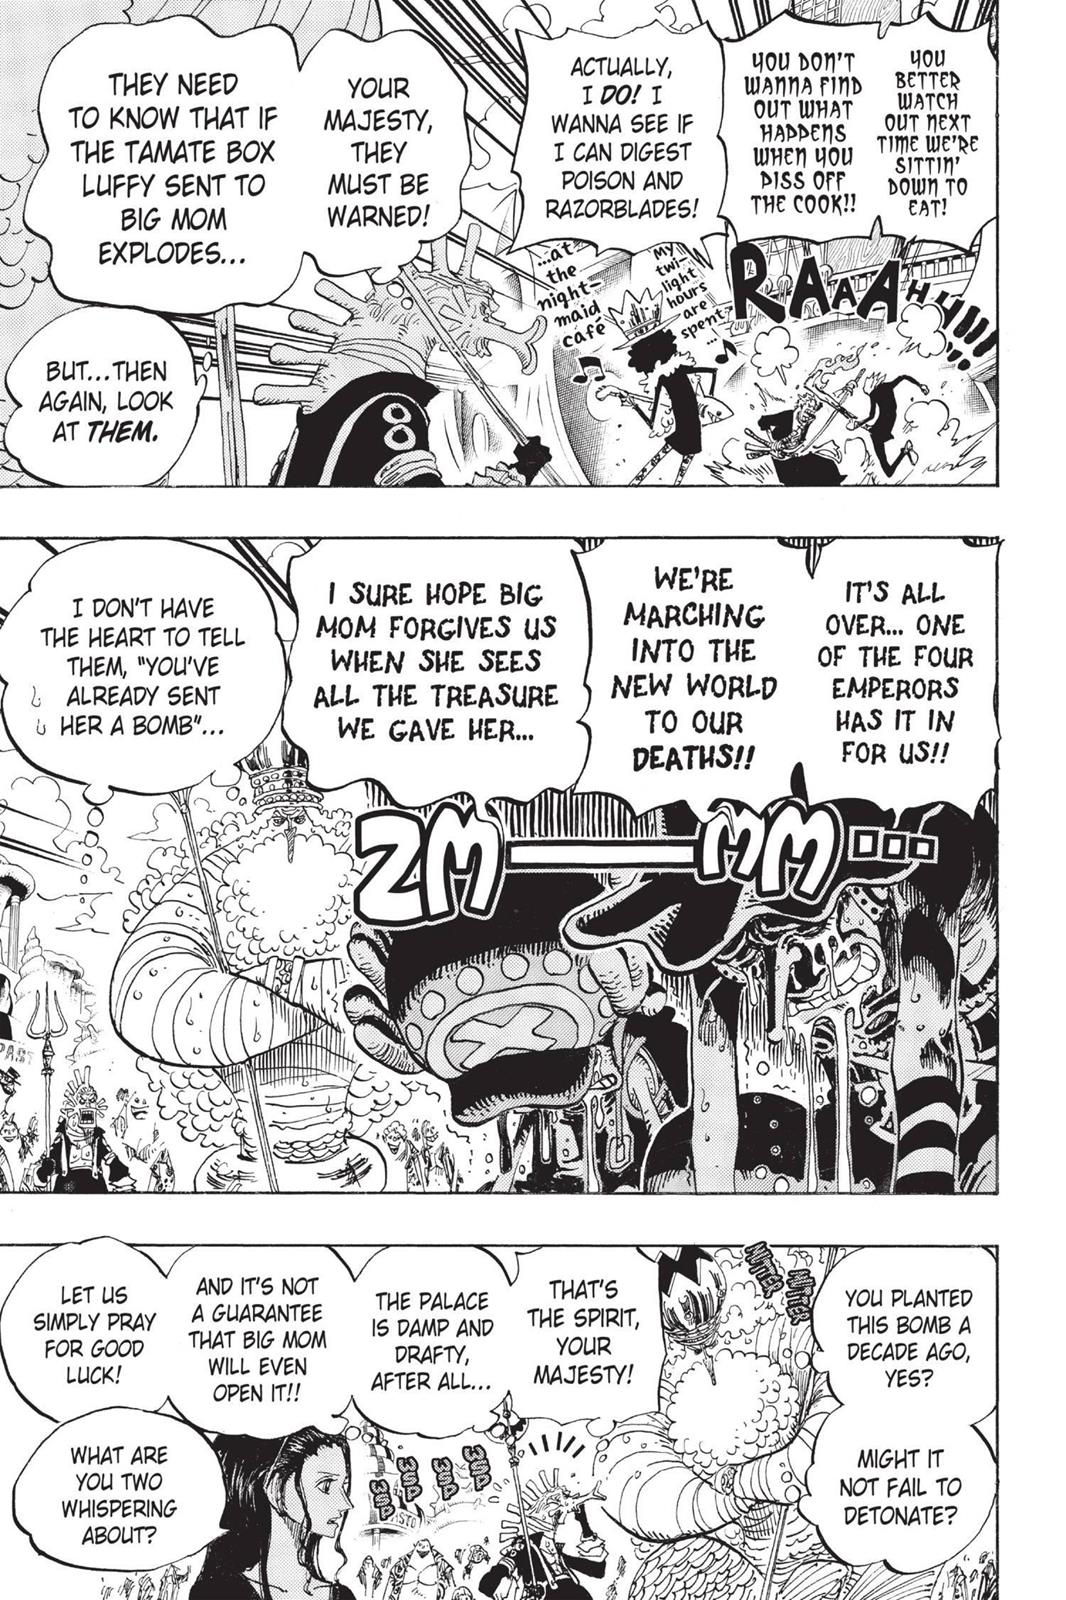 YOU
BETTER
WATCH
OUT NEXT
TIME WE'RE
SITTIN'
DOWN TO
EAT!
YOU DON'T
WANNA FIND
OUT WHAT
HAPPENS
WHEN YOU
DISS OFF
THE COOK!!
ACTUALLY,
I DO! I
WANNA SEE IF
I CAN DIGEST
POISON AND
RAZORBLADES!
RAAAHHH!!!
My
twi-
light
hours
are
spent
...at
the
night-
maid
café
YOUR
MAJESTY,
THEY
MUST BE
WARNED!
THEY NEED
TO KNOW THAT IF
THE TAMATE BOX
LUFFY SENT TO
BIG MOM
EXPLODES...
BUT...THEN
AGAIN, LOOK
AT THEM.
IT'S ALL
OVER... ONE
OF THE FOUR
EMPERORS
HAS IT IN
FOR US!!
WE'RE
MARCHING
INTO THE
NEW WORLD
TO OUR
DEATHS!!
I SURE HOPE BIG
MOM FORGIVES US
WHEN SHE SEES
ALL THE TREASURE
WE GAVE HER...
I DON'T HAVE
THE HEART TO TELL
THEM, "YOU'VE
ALREADY SENT
HER A BOMB"...
ZM—MM...
PAST
YOU PLANTED
THIS BOMB A
DECADE AGO,
YES?
MIGHT IT
NOT FAIL TO
DETONATE?
THAT'S
THE SPIRIT,
YOUR
MAJESTY!
THE PALACE
IS DAMP AND
DRAFTY,
AFTER ALL...
AND IT'S NOT
A GUARANTEE
THAT BIG MOM
WILL EVEN
OPEN IT!!
LET US
SIMPLY PRAY
FOR GOOD
LUCK!
WHAT ARE
YOU TWO
WHISPERING
ABOUT?